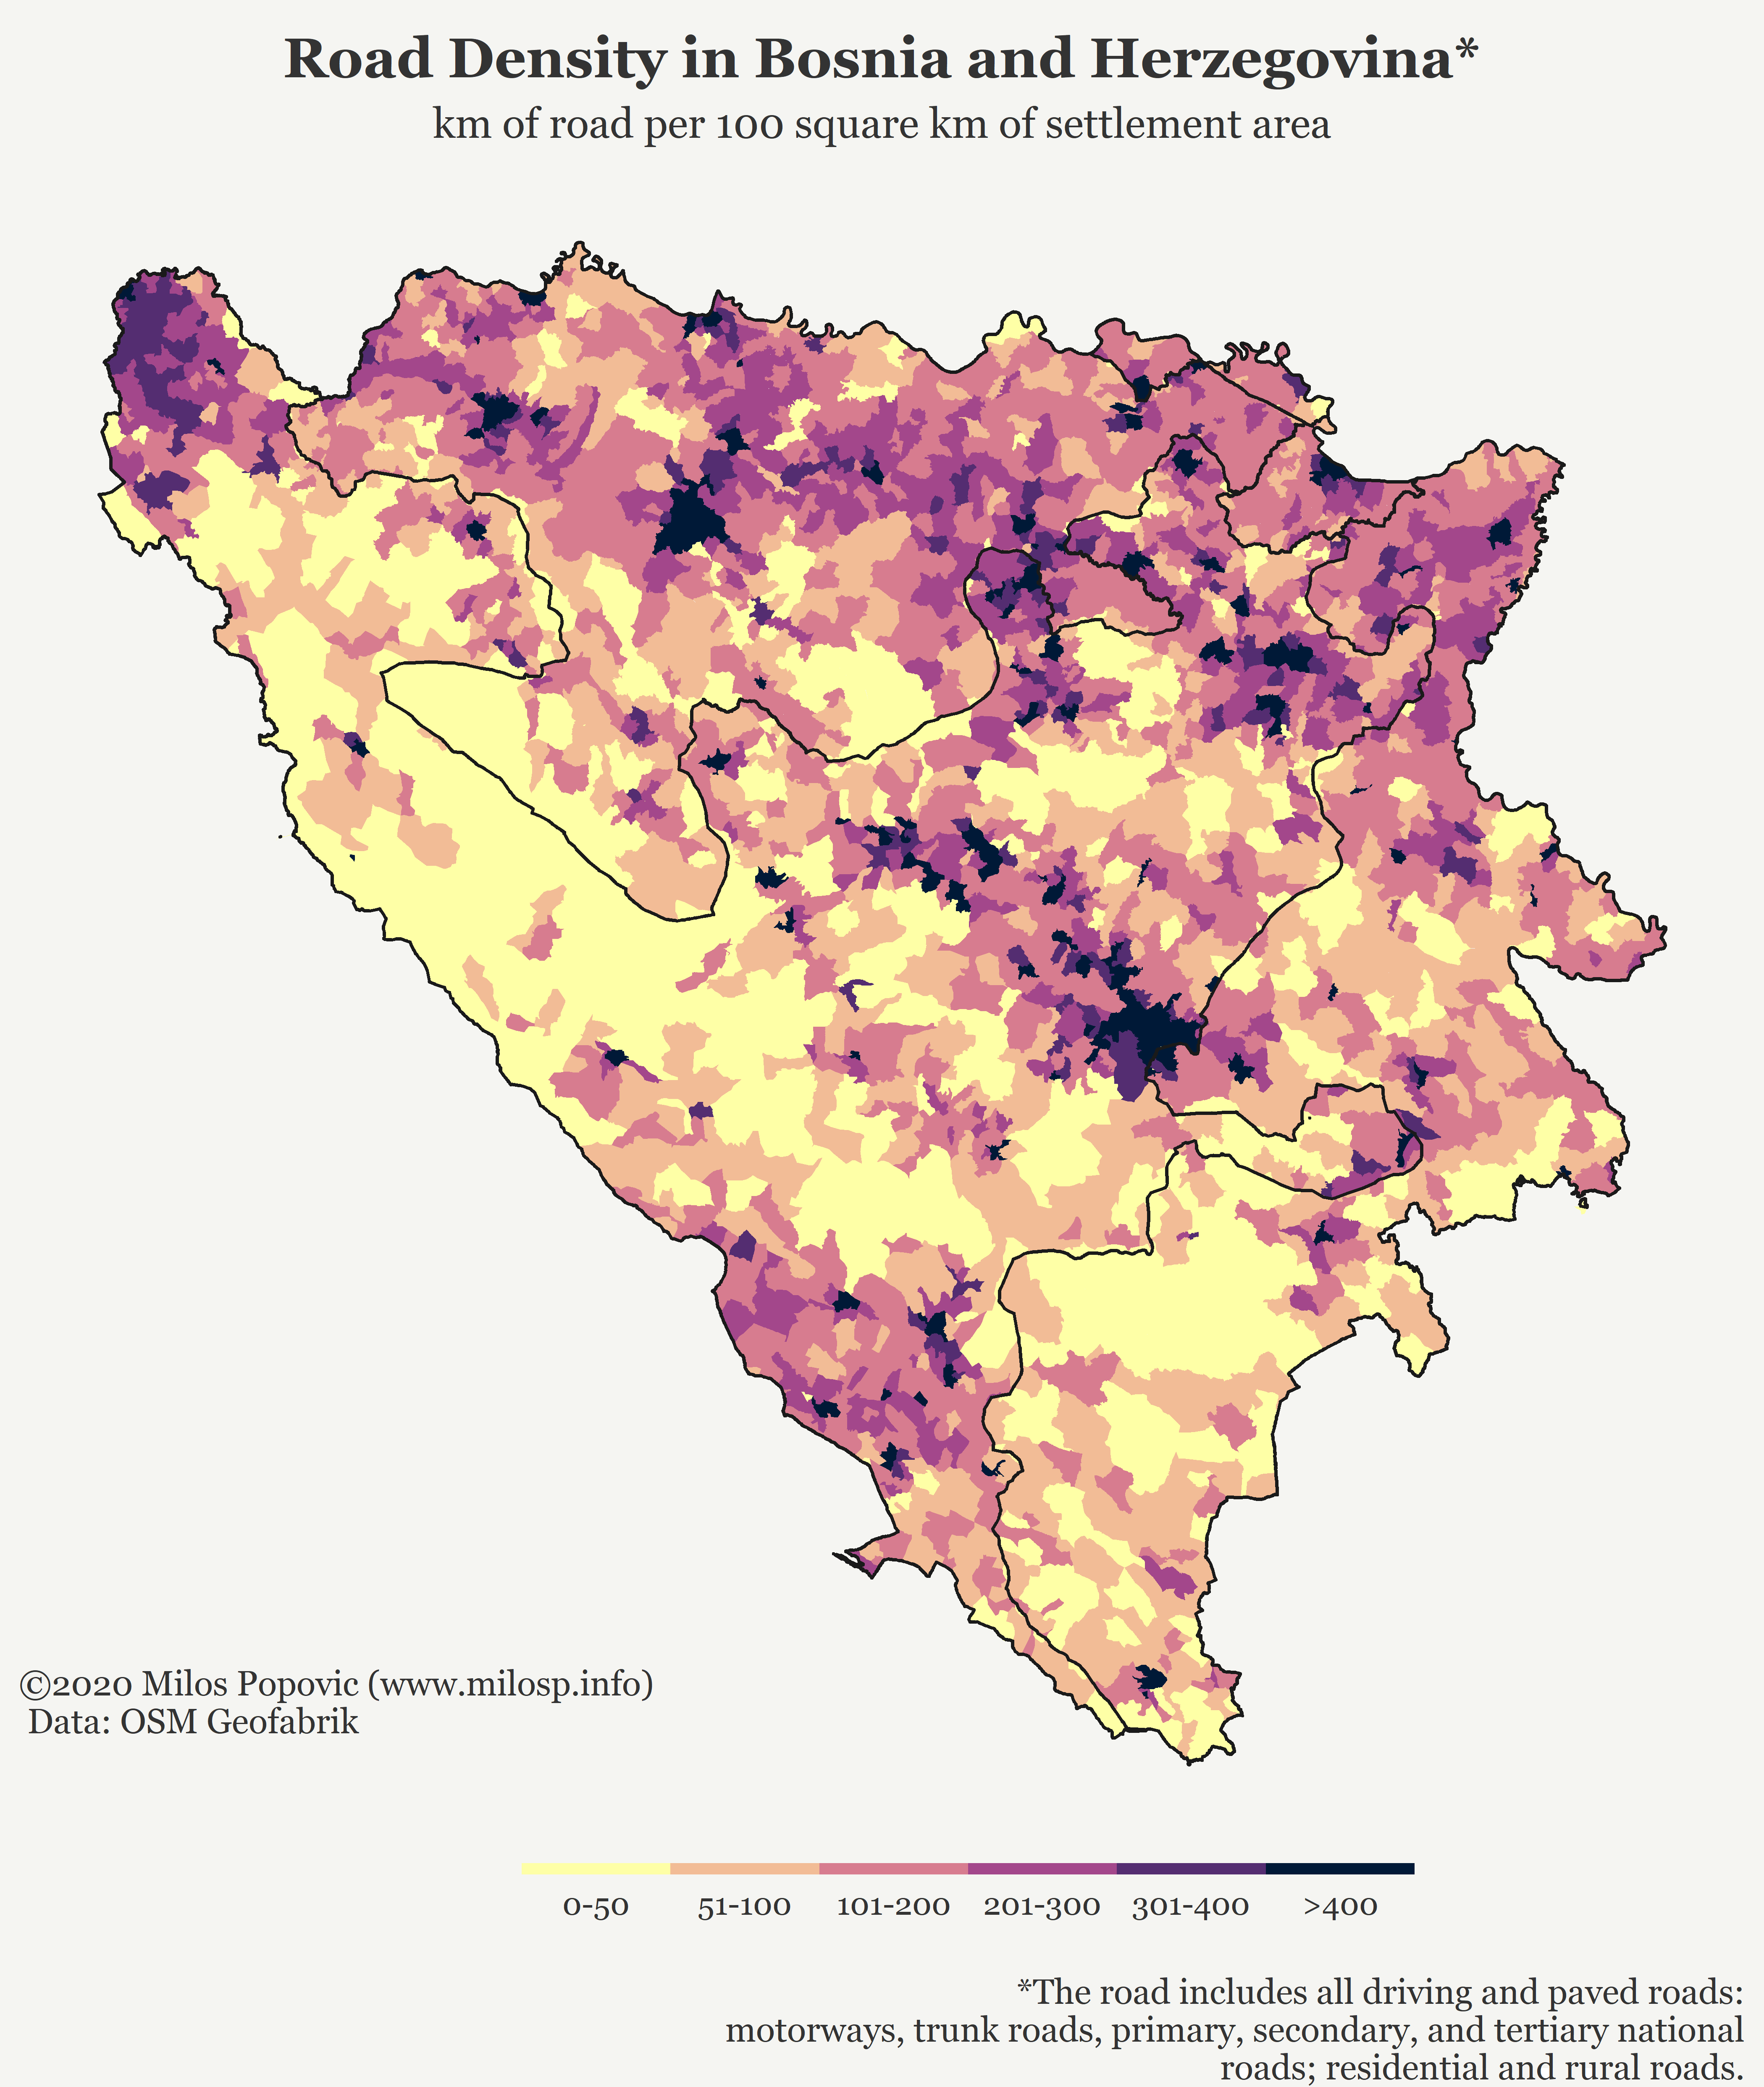 Road Density in Bosnia and Herzegovina*
km of road per 100 square km of settlement area
©2020 Milos Popovic (www.milosp.info)
Data: OSM Geofabrik
0-50 51-100 101-200 201-300 301-400 >400
*The road includes all driving and paved roads:
motorways, trunk roads, primary, secondary, and tertiary national
roads; residential and rural roads.